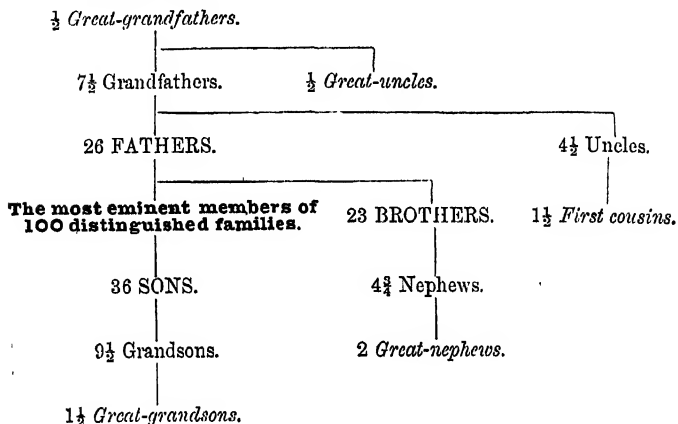 ½ Great-grandfathers.
7½ Grandfathers. ½ Great-uncles.
26 FATHERS. 4½ Uncles.
The most eminent members of
100 distinguished families.
23 BROTHERS. 1½ First cousins.
36 SONS. 4¾ Nephews.
9½ Grandsons. 2 Great-nephews.
1½ Great-grandsons.